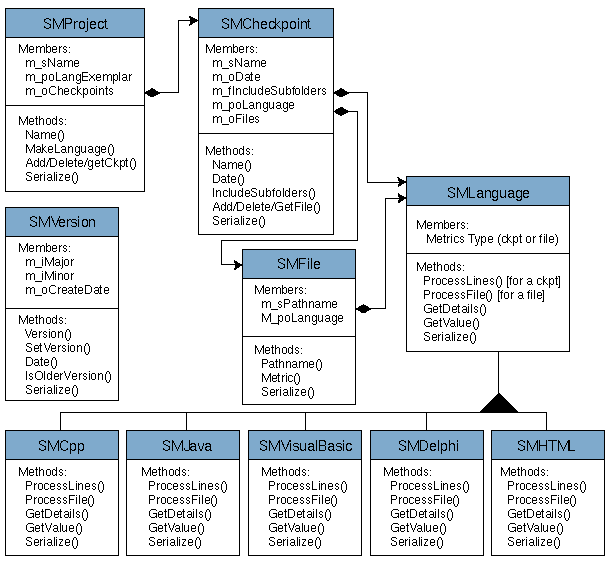 SMProject
Members:
m_sName
m_poLangExemplar
m_oCheckpoints
Methods:
Name()
MakeLanguage()
Add/Delete/getCkpt()
Serialize()
SMCheckpoint
Members:
m_sName
m_oDate
m_fIncludeSubfolders
m_poLanguage
m_oFiles
Methods:
Name()
Date()
IncludeSubfolders()
Add/Delete/GetFile()
Serialize()
SMLanguage
Members:
Metrics Type (ckpt or file)
Methods:
ProcessLines() [for a ckpt]
ProcessFile() [for a file]
GetDetails()
GetValue()
Serialize()
SMVersion
Members:
m_iMajor
m_iMinor
m_oCreateDate
Methods:
Version()
SetVersion()
Date()
IsOlderVersion()
Serialize()
SMFile
Members:
m_sPathname
M_poLanguage
Methods:
Pathname()
Metric()
Serialize()
SMCpp
Methods:
ProcessLines()
ProcessFile()
GetDetails()
GetValue()
Serialize()
SMJava
Methods:
ProcessLines()
ProcessFile()
GetDetails()
GetValue()
Serialize()
SMVisualBasic
Methods:
ProcessLines()
ProcessFile()
GetDetails()
GetValue()
Serialize()
SMDelphi
Methods:
ProcessLines()
ProcessFile()
GetDetails()
GetValue()
Serialize()
SMHTML
Methods:
ProcessLines()
ProcessFile()
GetDetails()
GetValue()
Serialize()